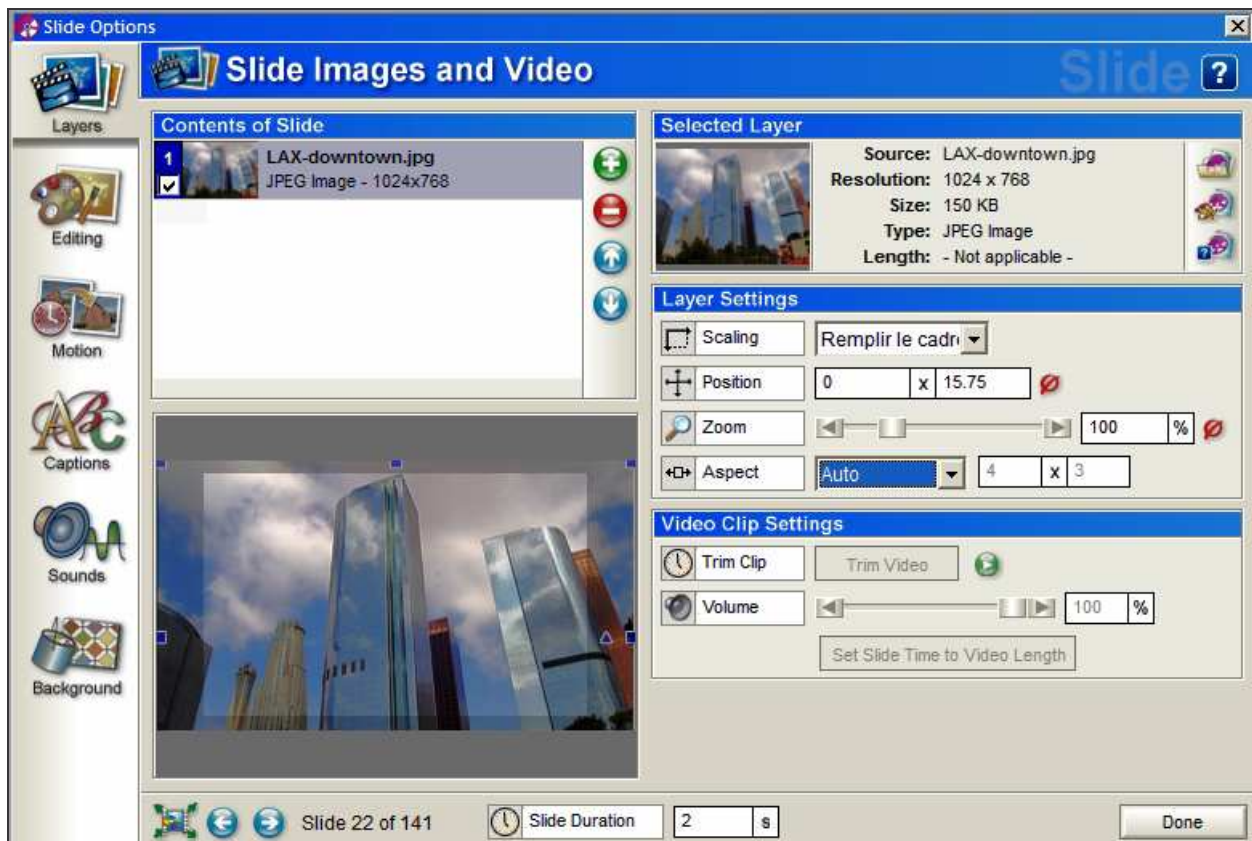 Slide Options
Slide Images and Video
Slide
Layers
Editing
Motion
Captions
Sounds
Background
Contents of Slide
1
LAX-downtown.jpg
JPEG Image - 1024x768
Selected Layer
Source: LAX-downtown.jpg
Resolution: 1024 x 768
Size: 150 KB
Type: JPEG Image
Length: - Not applicable -
Layer Settings
Scaling Remplir le cadr
Position 0 x 15.75
Zoom 100 %
Aspect Auto 4 x 3
Video Clip Settings
Trim Clip Trim Video
Volume 100 %
Set Slide Time to Video Length
Slide 22 of 141
Slide Duration 2 s
Done